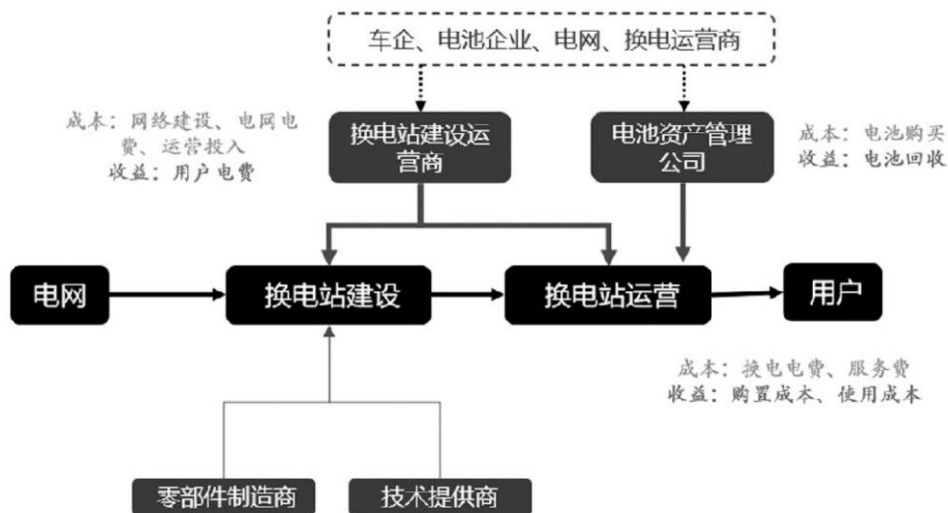 车企、电池企业、电网、换电运营商
成本：网络建设、电网电
费、运营投入
收益：用户电费
换电站建设运
营商
电池资产管理
公司
成本：电池购买
收益：电池回收
电网
换电站建设
换电站运营
用户
成本：换电电费、服务费
收益：购置成本、使用成本
零部件制造商
技术提供商